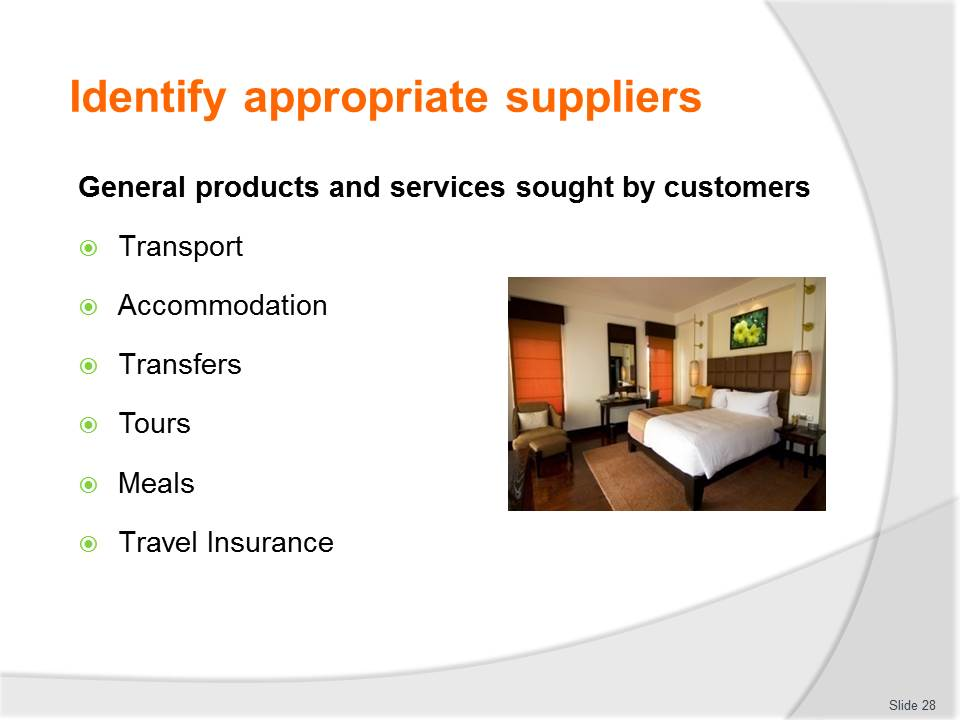 Identify appropriate suppliers
General products and services sought by customers
Transport
Accommodation
Transfers
Tours
Meals
Travel Insurance
Slide 28